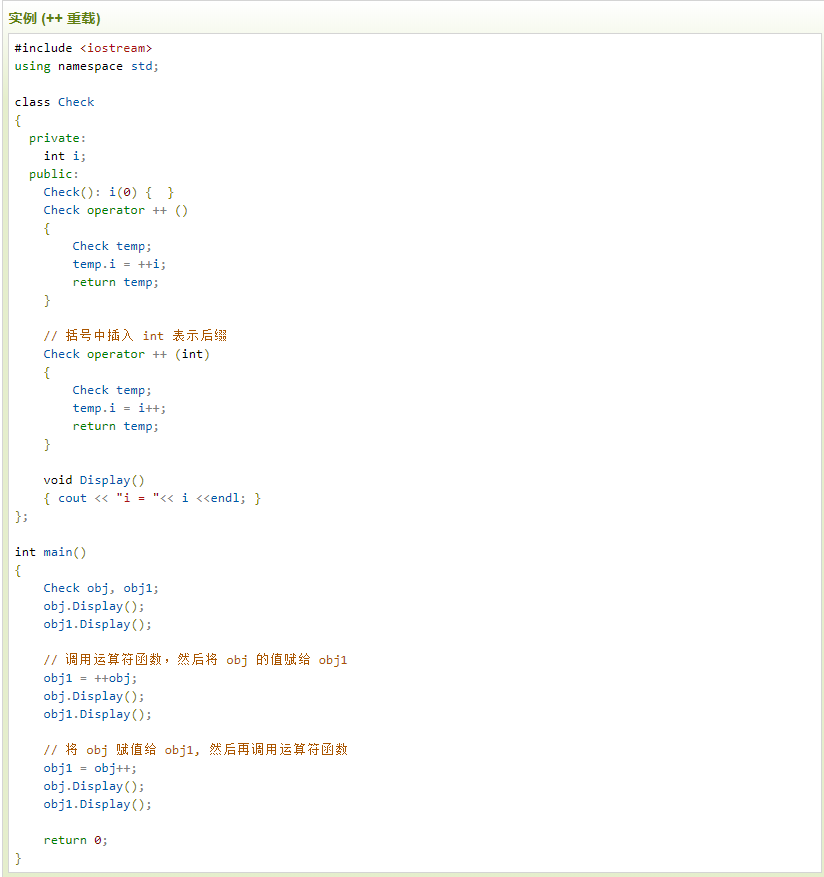 实例 (++ 重载)
#include <iostream>
using namespace std;
class Check
{
private:
int i;
public:
Check(): i(0) {  }
Check operator ++ ()
{
Check temp;
temp.i = ++i;
return temp;
}
// 括号中插入 int 表示后缀
Check operator ++ (int)
{
Check temp;
temp.i = i++;
return temp;
}
void Display()
{ cout << "i = "<< i <<endl; }
};
int main()
{
Check obj, obj1;
obj.Display();
obj1.Display();
// 调用运算符函数，然后将 obj 的值赋给 obj1
obj1 = ++obj;
obj.Display();
obj1.Display();
// 将 obj 赋值给 obj1, 然后再调用运算符函数
obj1 = obj++;
obj.Display();
obj1.Display();
return 0;
}